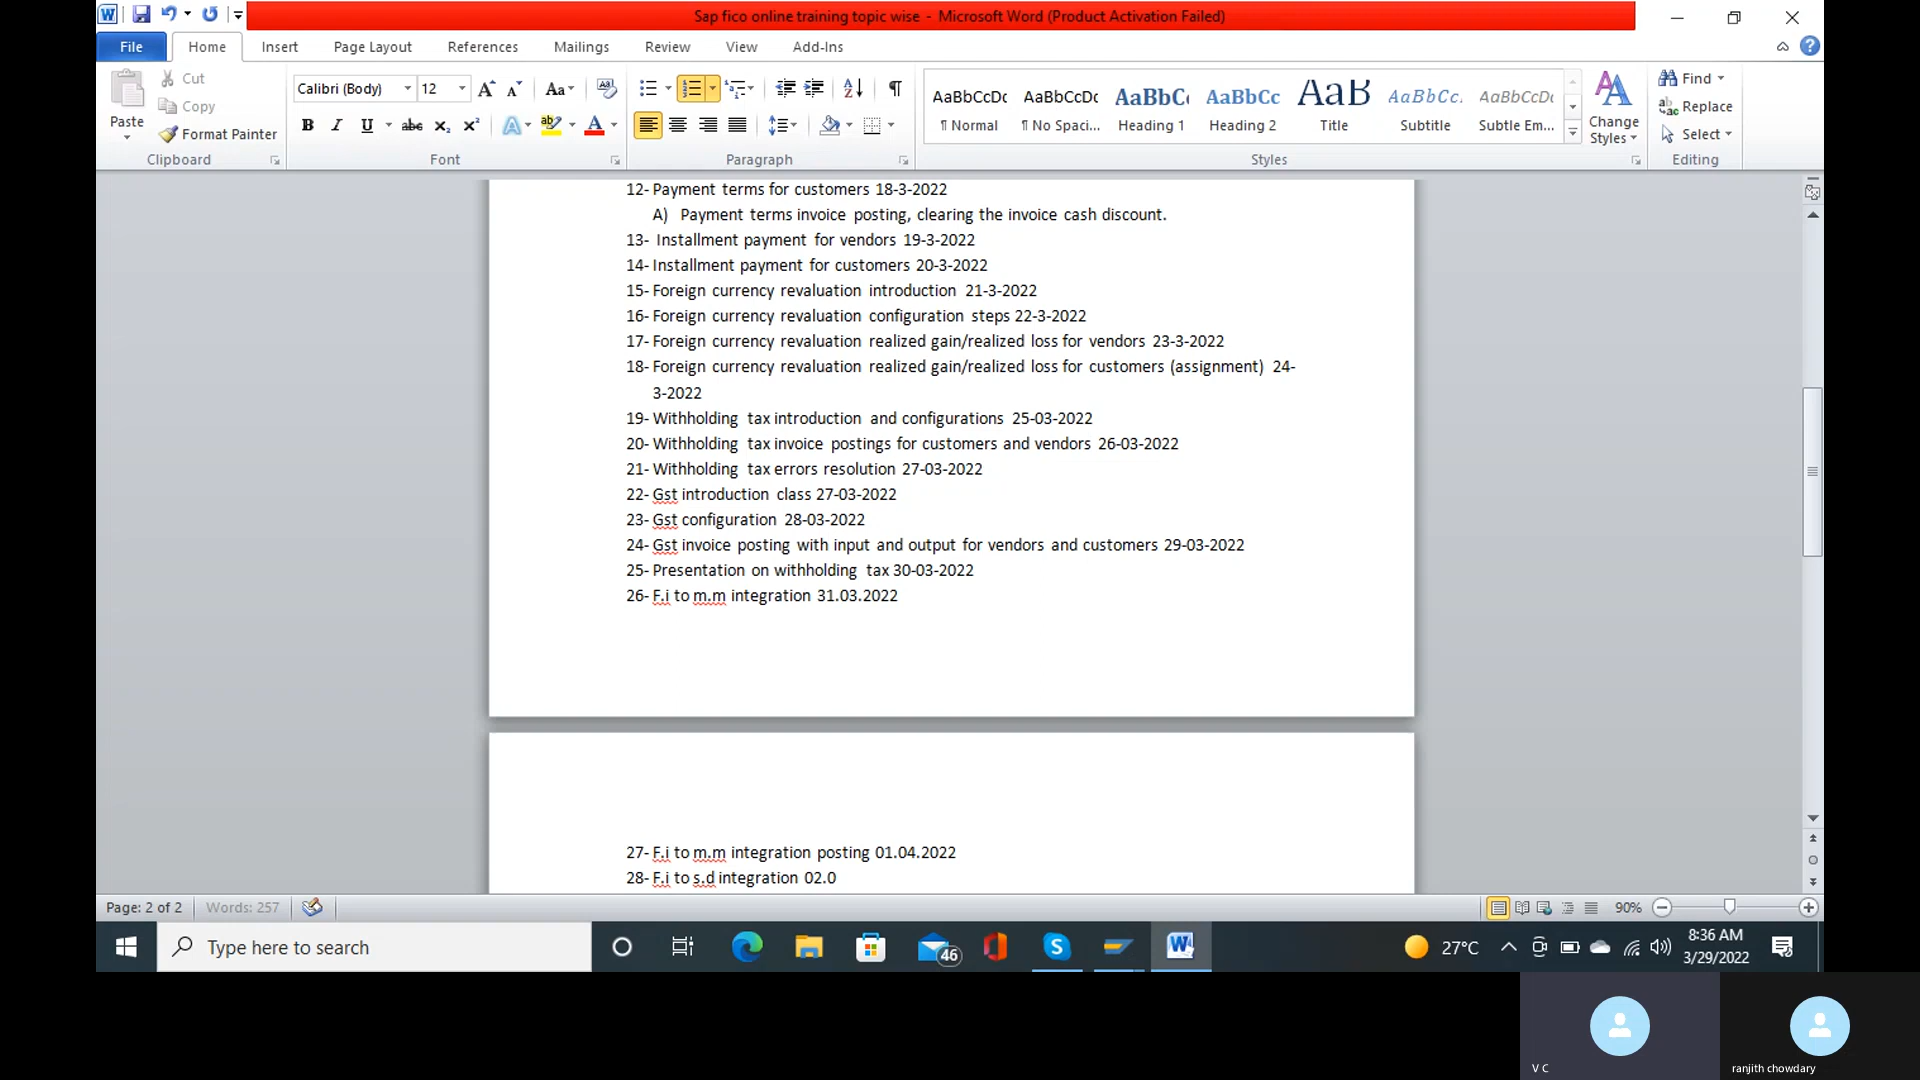 Sap fico online training topic wise - Microsoft Word (Product Activation Failed)
File Home Insert Page Layout References Mailings Review View Add-Ins
Cut
Copy
Paste
Format Painter
Clipboard
Calibri (Body) 12
Font
Paragraph
AaBbCcDc AaBbCcDc AaBbC AaBbCc AaB AaBbCc. AaBbCcDc
¶ Normal ¶ No Spaci... Heading 1 Heading 2 Title Subtitle Subtle Em...
Styles
Change
Styles
Find
Replace
Select
Editing
12- Payment terms for customers 18-3-2022
A) Payment terms invoice posting, clearing the invoice cash discount.
13- Installment payment for vendors 19-3-2022
14- Installment payment for customers 20-3-2022
15- Foreign currency revaluation introduction 21-3-2022
16- Foreign currency revaluation configuration steps 22-3-2022
17- Foreign currency revaluation realized gain/realized loss for vendors 23-3-2022
18- Foreign currency revaluation realized gain/realized loss for customers (assignment) 24-
3-2022
19- Withholding tax introduction and configurations 25-03-2022
20- Withholding tax invoice postings for customers and vendors 26-03-2022
21- Withholding tax errors resolution 27-03-2022
22- Gst introduction class 27-03-2022
23- Gst configuration 28-03-2022
24- Gst invoice posting with input and output for vendors and customers 29-03-2022
25- Presentation on withholding tax 30-03-2022
26- F.i to m.m integration 31.03.2022
27- F.i to m.m integration posting 01.04.2022
28- F.i to s.d integration 02.0
Page: 2 of 2 Words: 257 90%
Type here to search
46
27°C
8:36 AM
3/29/2022
V C
ranjith chowdary